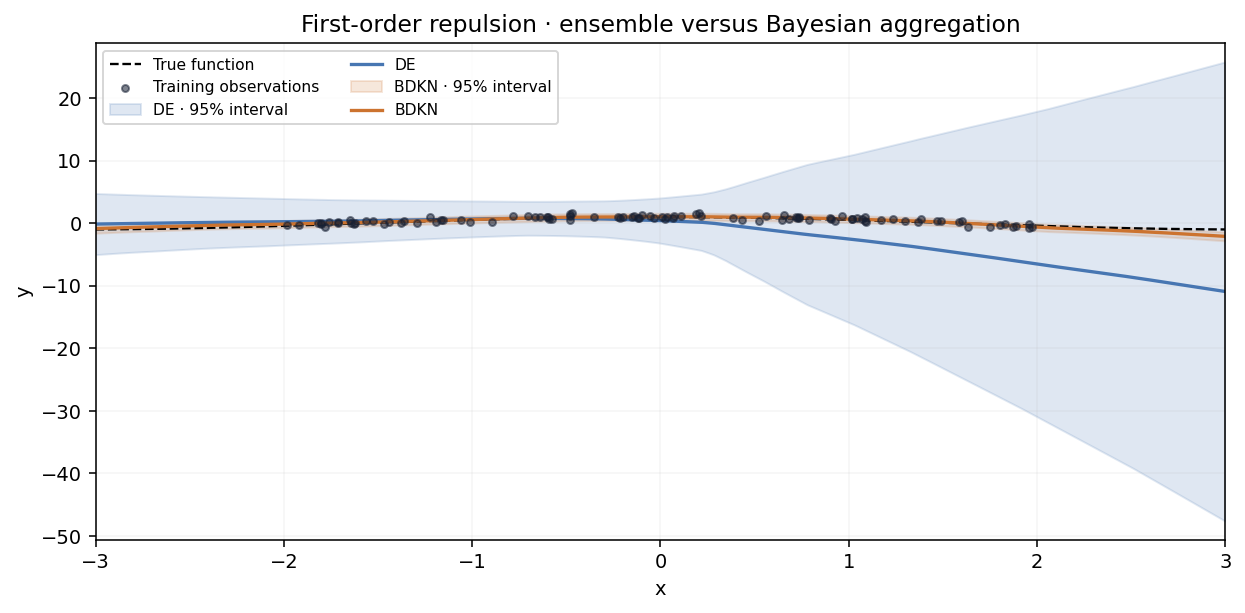 First-order repulsion · ensemble versus Bayesian aggregation
True function
Training observations
DE · 95% interval
DE
BDKN · 95% interval
BDKN
20
10
0
−10
−20
−30
−40
−50
y
−3
−2
−1
0
1
2
3
x